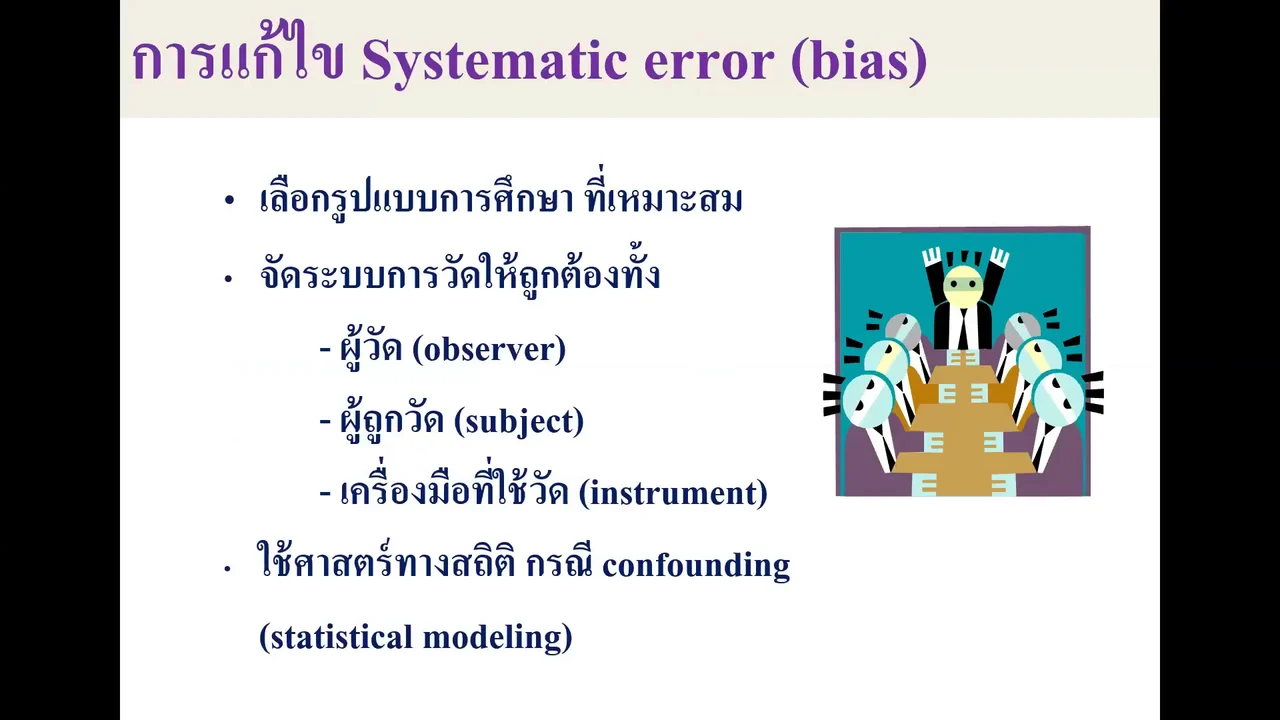 การแก้ไข Systematic error (bias)
• เลือกรูปแบบการศึกษา ที่เหมาะสม
• จัดระบบการวัดให้ถูกต้องทั้ง
- ผู้วัด (observer)
- ผู้ถูกวัด (subject)
- เครื่องมือที่ใช้วัด (instrument)
• ใช้ศาสตร์ทางสถิติ กรณี confounding
(statistical modeling)